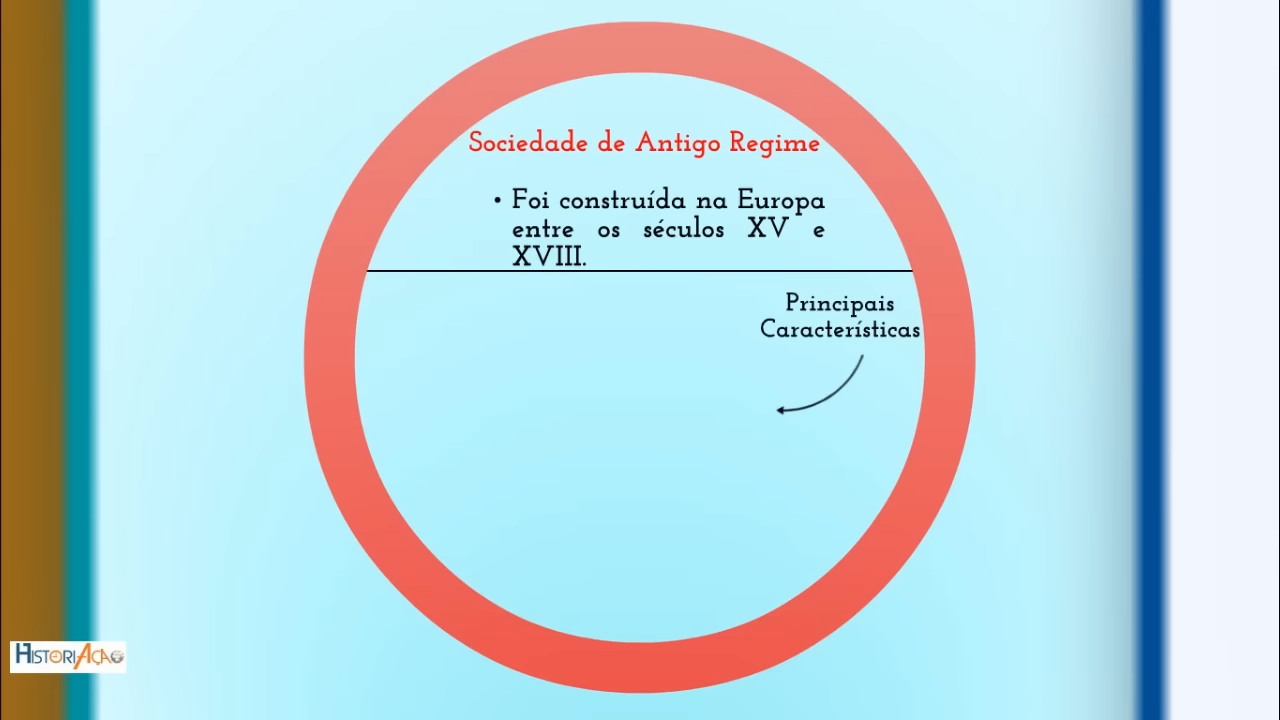 Sociedade de Antigo Regime
• Foi construída na Europa
entre os séculos XV e
XVIII.
Principais
Características
HISTORIAÇÃO